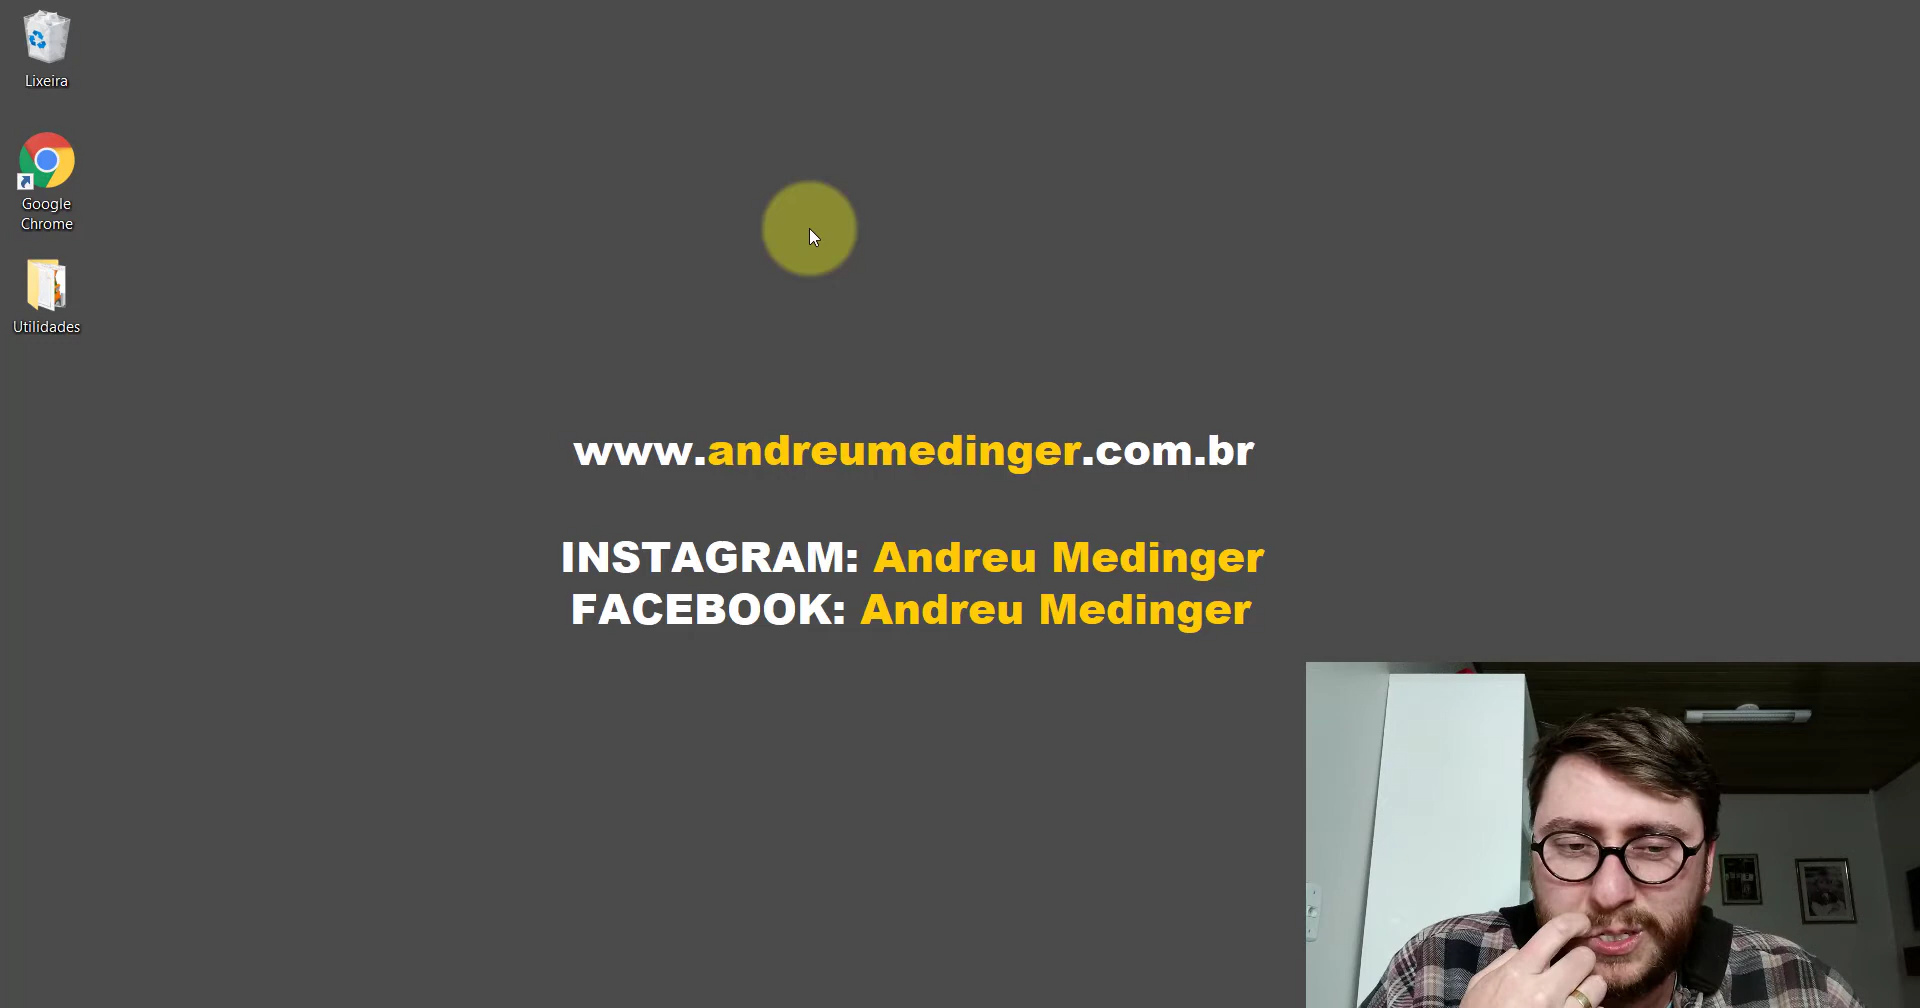 Lixeira
Google
Chrome
Utilidades
www.andreumedinger.com.br
INSTAGRAM: Andreu Medinger
FACEBOOK: Andreu Medinger